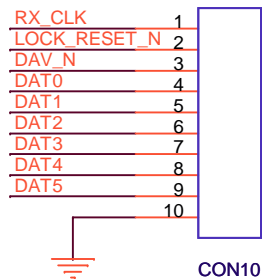 RX_CLK 1
LOCK_RESET_N 2
DAV_N 3
DAT0 4
DAT1 5
DAT2 6
DAT3 7
DAT4 8
DAT5 9
10
CON10